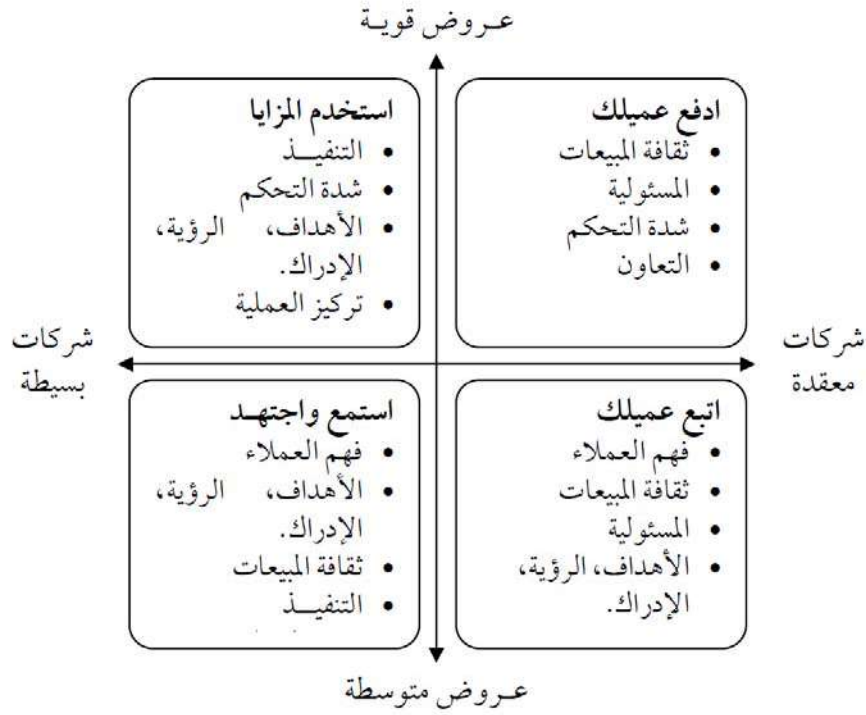 عـروض قويـة
ادفع عميلك
• ثقافة المبيعات
• المسئولية
• شدة التحكم
• التعاون
استخدم المزايا
• التنفيــذ
• شدة التحكم
• الأهداف، الرؤية،
الإدراك.
• تركيز العملية
شركات
معقدة
شركات
بسيطة
اتبع عميلك
• فهم العملاء
• ثقافة المبيعات
• المسئولية
• الأهداف، الرؤية،
الإدراك.
استمع واجتهـد
• فهم العملاء
• الأهداف، الرؤية،
الإدراك.
• ثقافة المبيعات
• التنفيــذ
عـروض متوسطة